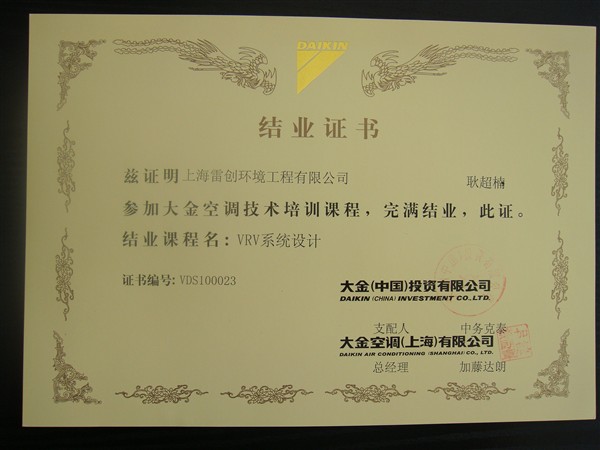 DAIKIN
结业证书
兹证明上海雷创环境工程有限公司 耿超楠
参加大金空调技术培训课程，完满结业，此证。
结业课程名：VRV系统设计
证书编号：VDS100023
大金(中国)投资有限公司
DAIKIN (CHINA) INVESTMENT CO.,LTD.
支配人 中务克泰
大金空调(上海)有限公司
DAIKIN AIR CONDITIONING (SHANGHAI) CO., LTD.
总经理 加藤达朗